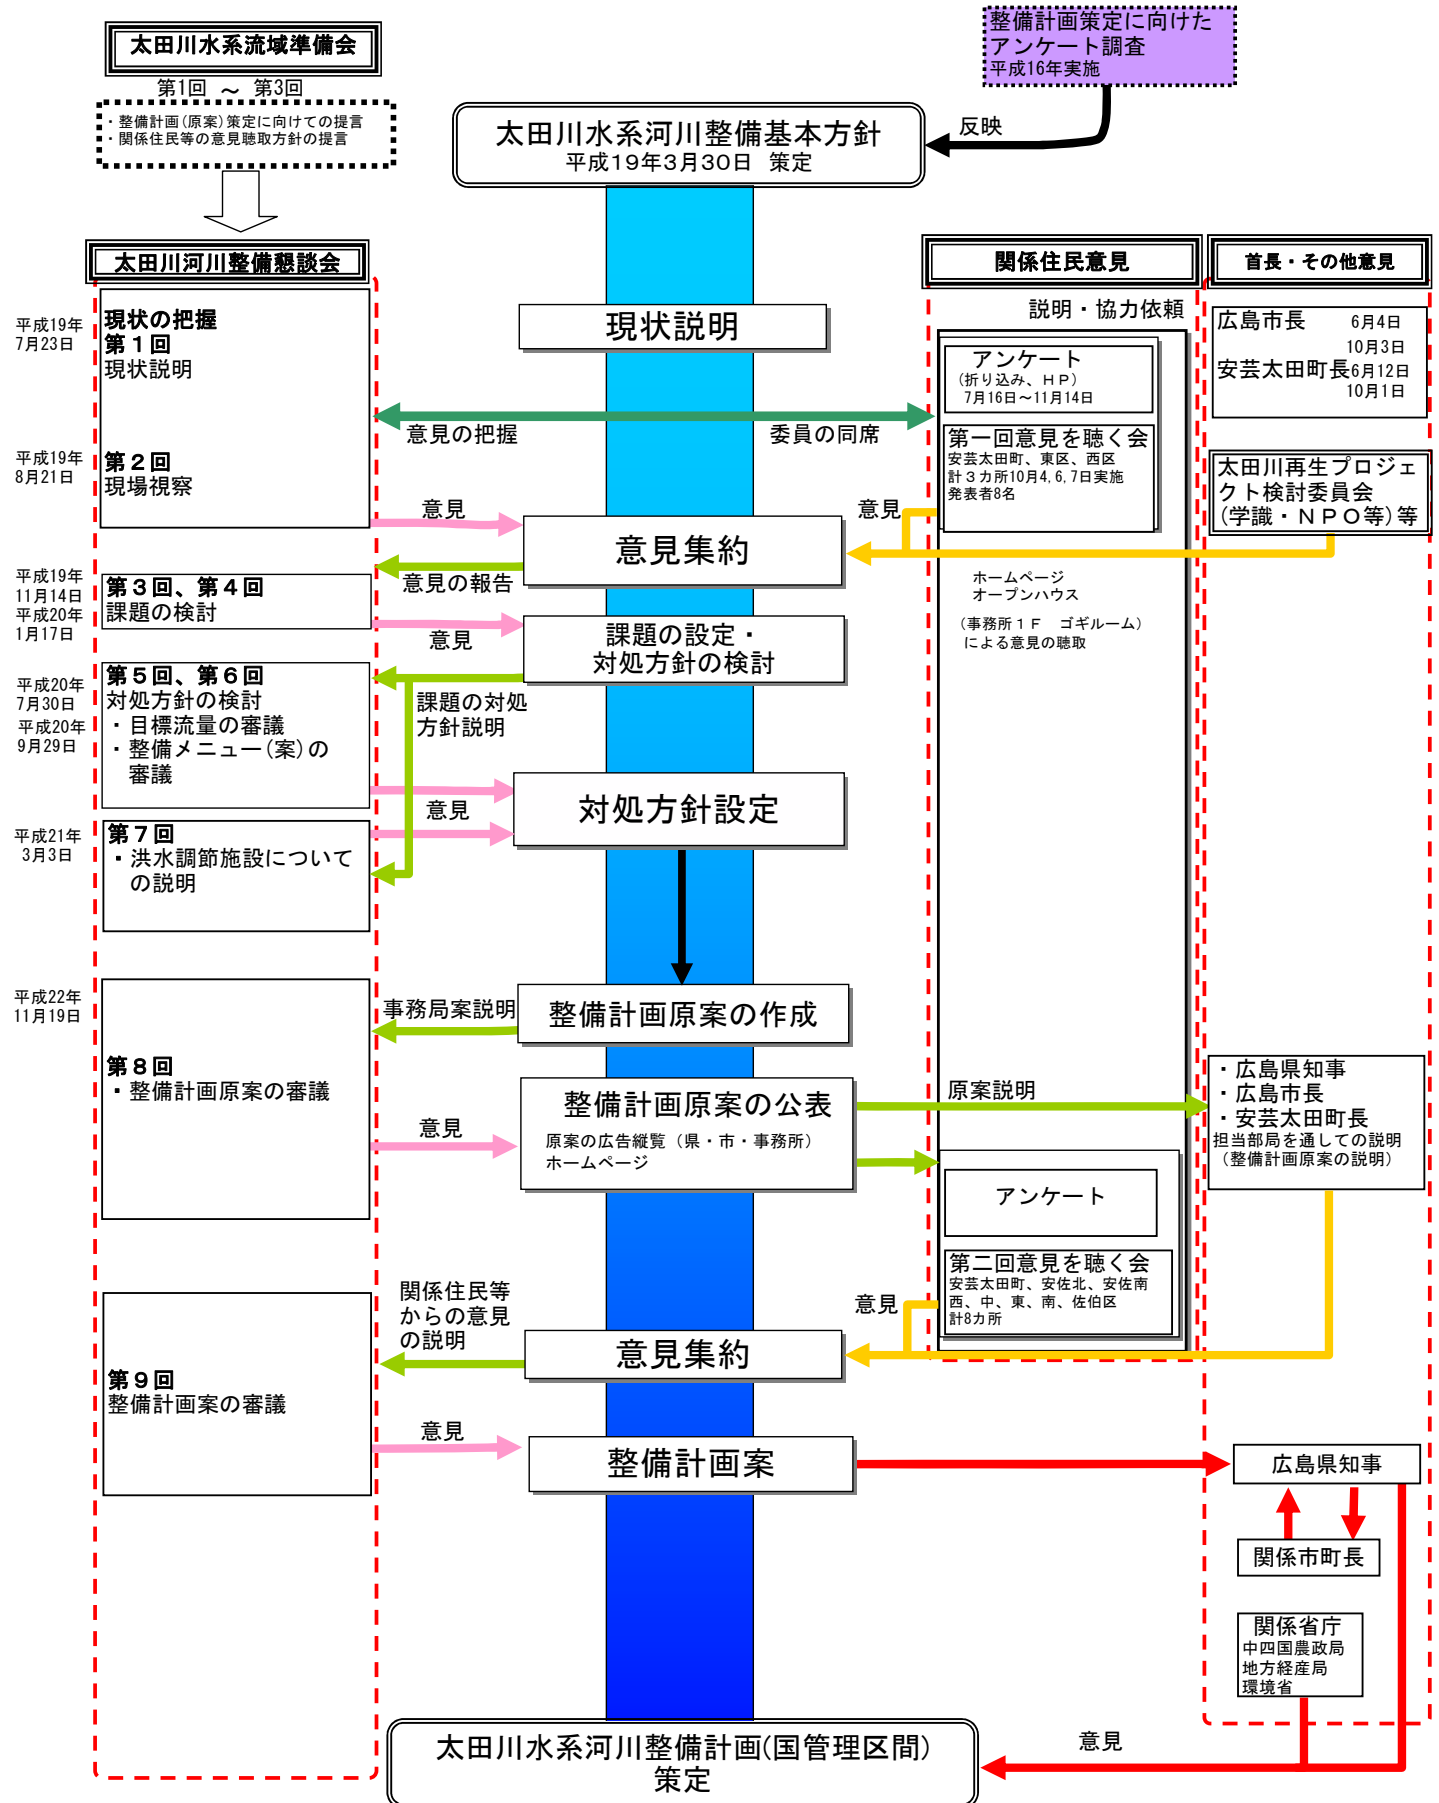 太田川水系流域準備会
第1回 ～ 第3回
・整備計画(原案)策定に向けての提言
・関係住民等の意見聴取方針の提言
整備計画策定に向けた
アンケート調査
平成16年実施
反映
太田川水系河川整備基本方針
平成19年3月30日 策定
太田川河川整備懇談会
関係住民意見
首長・その他意見
平成19年
7月23日
現状の把握
第1回
現状説明
平成19年
8月21日
第2回
現場視察
現状説明
意見の把握
委員の同席
説明・協力依頼
アンケート
(折り込み、HP)
7月16日～11月14日
第一回意見を聴く会
安芸太田町、東区、西区
計3カ所10月4,6,7日実施
発表者8名
広島市長 6月4日
10月3日
安芸太田町長6月12日
10月1日
太田川再生プロジェ
クト検討委員会
(学識・NPO等)等
意見
意見
意見集約
意見の報告
平成19年
11月14日
平成20年
1月17日
第3回、第4回
課題の検討
意見
課題の設定・
対処方針の検討
ホームページ
オープンハウス
(事務所1F ゴギルーム)
による意見の聴取
平成20年
7月30日
平成20年
9月29日
第5回、第6回
対処方針の検討
・目標流量の審議
・整備メニュー(案)の
審議
課題の対処
方針説明
意見
対処方針設定
平成21年
3月3日
第7回
・洪水調節施設について
の説明
平成22年
11月19日
事務局案説明
整備計画原案の作成
第8回
・整備計画原案の審議
意見
整備計画原案の公表
原案の広告縦覧(県・市・事務所)
ホームページ
原案説明
・広島県知事
・広島市長
・安芸太田町長
担当部局を通しての説明
(整備計画原案の説明)
アンケート
第二回意見を聴く会
安芸太田町、安佐北、安佐南
西、中、東、南、佐伯区
計8カ所
意見
関係住民等
からの意見
の説明
意見集約
第9回
整備計画案の審議
意見
整備計画案
広島県知事
関係市町長
関係省庁
中四国農政局
地方経産局
環境省
意見
太田川水系河川整備計画(国管理区間)
策定